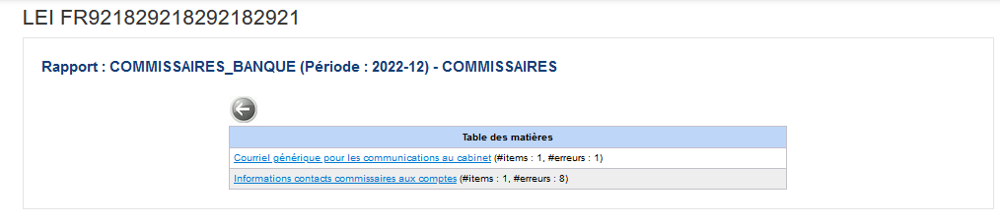 LEI FR921829218292182921
Rapport : COMMISSAIRES_BANQUE (Période : 2022-12) - COMMISSAIRES
Table des matières
Courriel générique pour les communications au cabinet (#items : 1, #erreurs : 1)
Informations contacts commissaires aux comptes (#items : 1, #erreurs : 8)